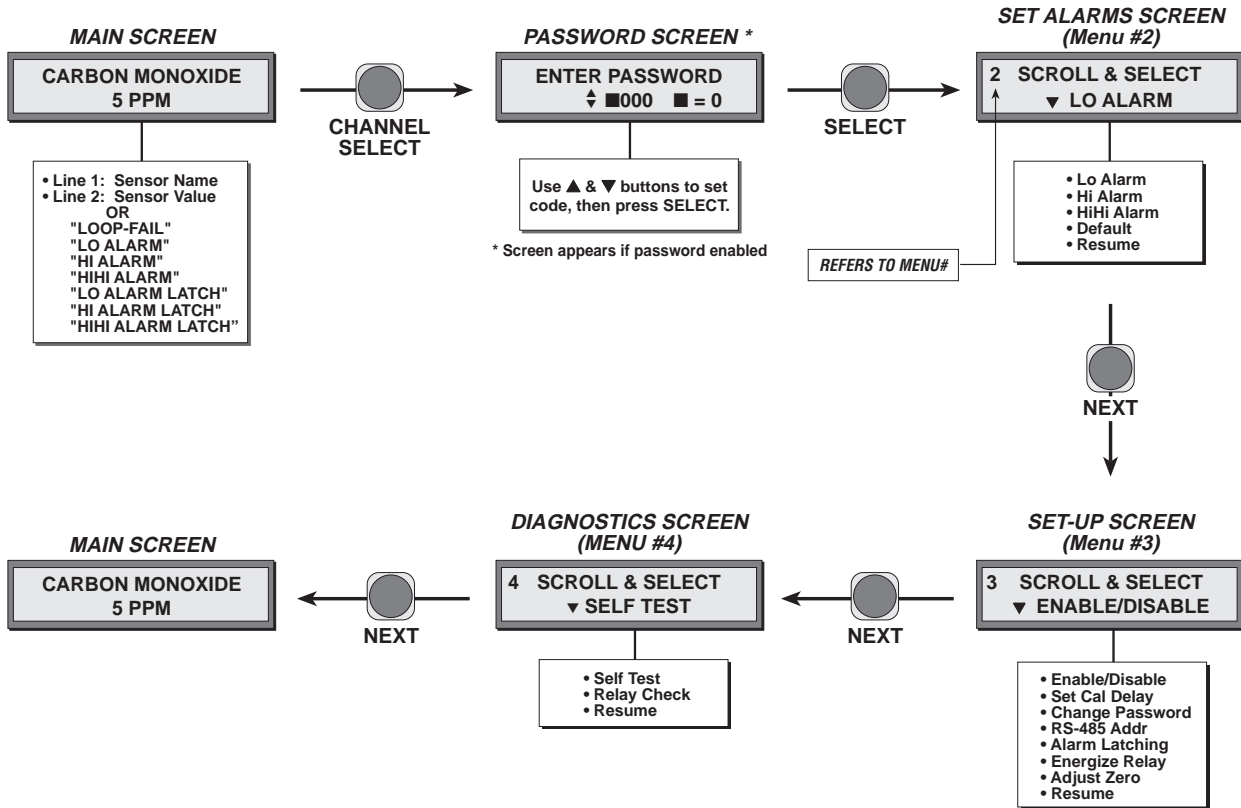 MAIN SCREEN
CARBON MONOXIDE
5 PPM
• Line 1: Sensor Name
• Line 2: Sensor Value
OR
"LOOP-FAIL"
"LO ALARM"
"HI ALARM"
"HIHI ALARM"
"LO ALARM LATCH"
"HI ALARM LATCH"
"HIHI ALARM LATCH”
CHANNEL
SELECT
PASSWORD SCREEN *
ENTER PASSWORD
▲▼ ■000 ■ = 0
Use ▲ & ▼ buttons to set
code, then press SELECT.
* Screen appears if password enabled
SELECT
SET ALARMS SCREEN
(Menu #2)
2 SCROLL & SELECT
▼ LO ALARM
REFERS TO MENU#
• Lo Alarm
• Hi Alarm
• HiHi Alarm
• Default
• Resume
NEXT
SET-UP SCREEN
(Menu #3)
3 SCROLL & SELECT
▼ ENABLE/DISABLE
• Enable/Disable
• Set Cal Delay
• Change Password
• RS-485 Addr
• Alarm Latching
• Energize Relay
• Adjust Zero
• Resume
NEXT
DIAGNOSTICS SCREEN
(MENU #4)
4 SCROLL & SELECT
▼ SELF TEST
• Self Test
• Relay Check
• Resume
NEXT
MAIN SCREEN
CARBON MONOXIDE
5 PPM